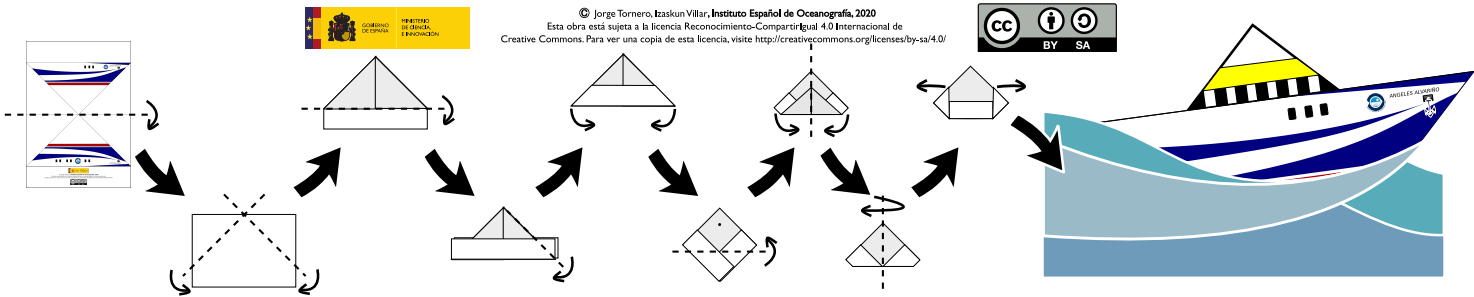 GOBIERNO
DE ESPAÑA
MINISTERIO
DE CIENCIA,
E INNOVACIÓN
© Jorge Tornero, Izaskun Villar, Instituto Español de Oceanografía, 2020
Esta obra está sujeta a la licencia Reconocimiento-CompartirIgual 4.0 Internacional de
Creative Commons. Para ver una copia de esta licencia, visite http://creativecommons.org/licenses/by-sa/4.0/
cc
BY SA
ANGELES ALVARIÑO